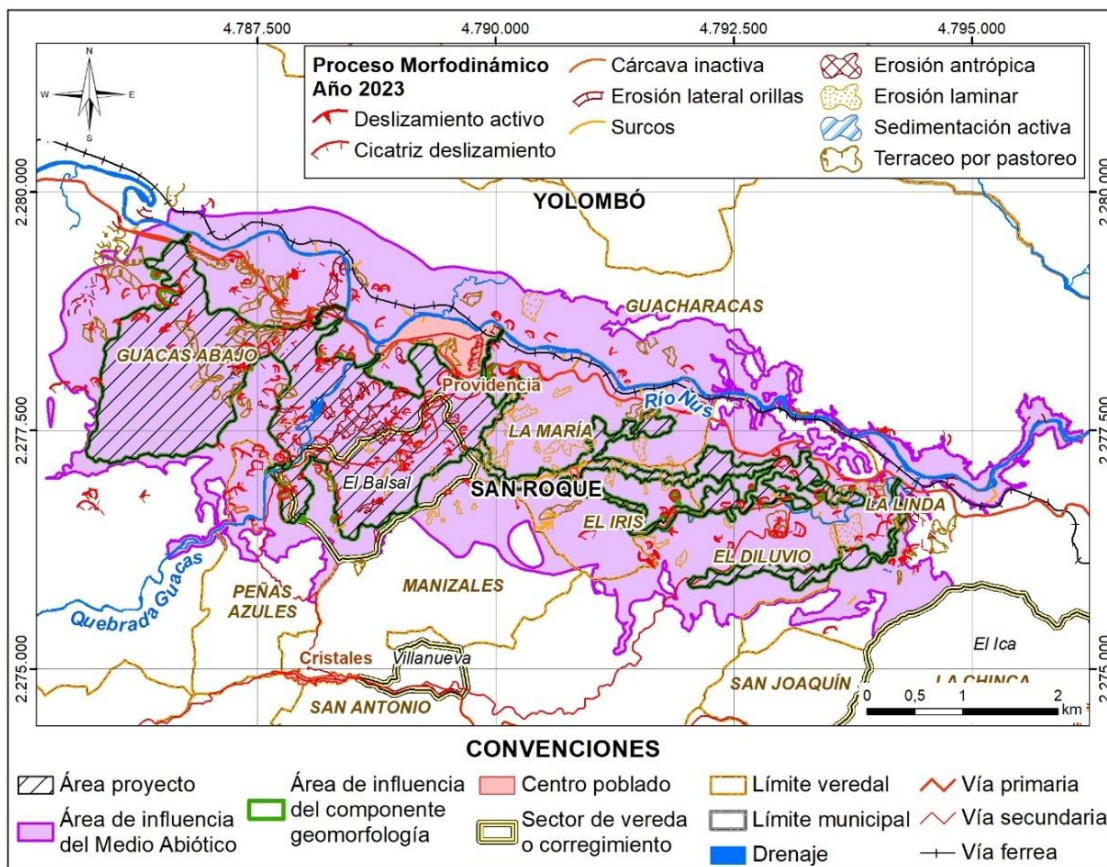 4.787.500 4.790.000 4.792.500 4.795.000
N
W E
S
Proceso Morfodinámico
Año 2023
Deslizamiento activo
Cicatriz deslizamiento
Cárcava inactiva
Erosión lateral orillas
Surcos
Erosión antrópica
Erosión laminar
Sedimentación activa
Terraceo por pastoreo
2.280.000 2.280.000
YOLOMBÓ
GUACHARACAS
GUACAS ABAJO
Providencia
Río Nus
2.277.500 2.277.500
LA MARÍA
El Balsal
SAN ROQUE
LA LINDA
EL IRIS
EL DILUVIO
Quebrada Guacas
PEÑAS
AZULES
MANIZALES
El Ica
Cristales
Villanueva
2.275.000 2.275.000
SAN JOAQUÍN
LA CHINCA
SAN ANTONIO
0 0,5 1 2
km
CONVENCIONES
Área proyecto
Área de influencia
del Medio Abiótico
Área de influencia
del componente
geomorfología
Centro poblado
Sector de vereda
o corregimiento
Límite veredal
Límite municipal
Drenaje
Vía primaria
Vía secundaria
Vía ferrea